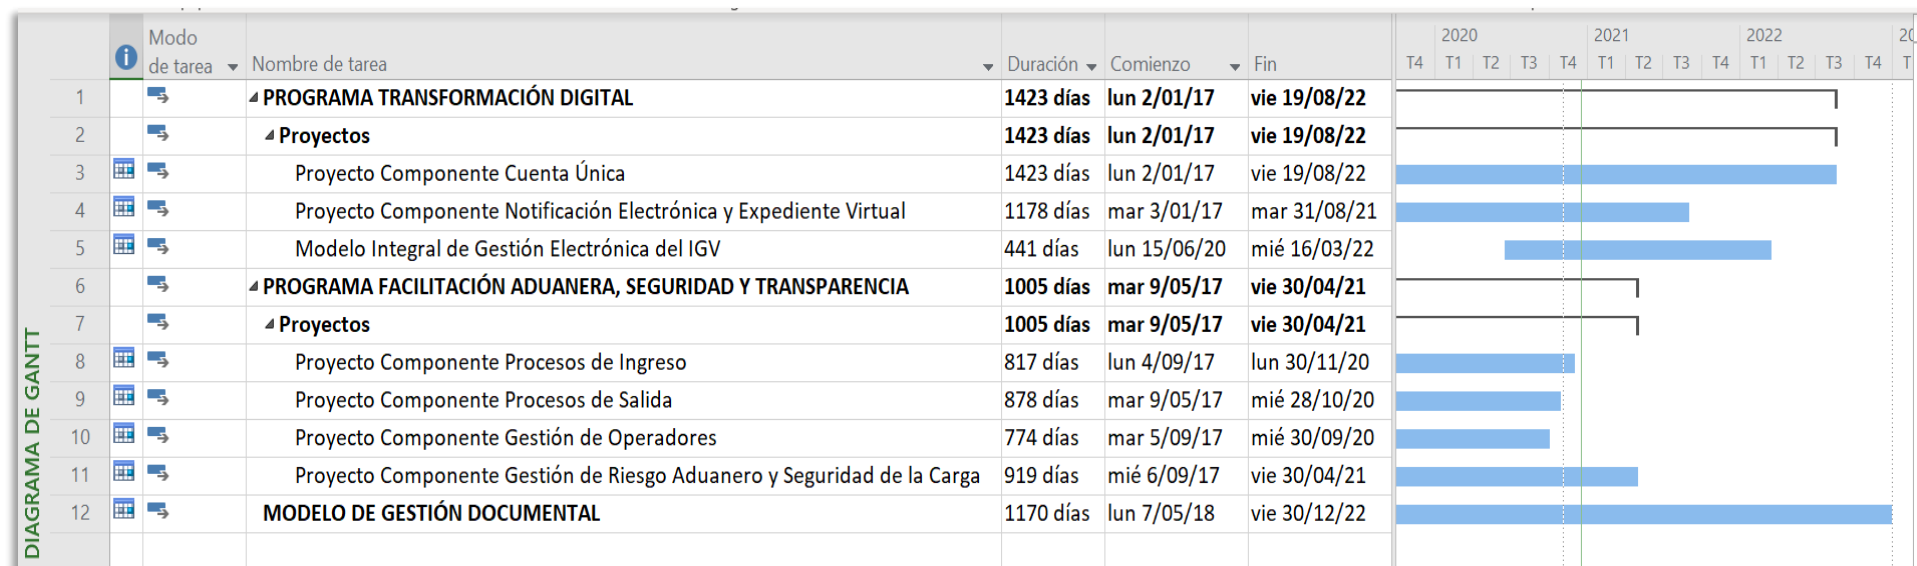 2020 2021 2022
Modo de tarea Nombre de tarea Duración Comienzo Fin T4 T1 T2 T3 T4 T1 T2 T3 T4 T1 T2 T3 T4
1 PROGRAMA TRANSFORMACIÓN DIGITAL 1423 días lun 2/01/17 vie 19/08/22
2 Proyectos 1423 días lun 2/01/17 vie 19/08/22
3 Proyecto Componente Cuenta Única 1423 días lun 2/01/17 vie 19/08/22
4 Proyecto Componente Notificación Electrónica y Expediente Virtual 1178 días mar 3/01/17 mar 31/08/21
5 Modelo Integral de Gestión Electrónica del IGV 441 días lun 15/06/20 mié 16/03/22
6 PROGRAMA FACILITACIÓN ADUANERA, SEGURIDAD Y TRANSPARENCIA 1005 días mar 9/05/17 vie 30/04/21
7 Proyectos 1005 días mar 9/05/17 vie 30/04/21
8 Proyecto Componente Procesos de Ingreso 817 días lun 4/09/17 lun 30/11/20
9 Proyecto Componente Procesos de Salida 878 días mar 9/05/17 mié 28/10/20
10 Proyecto Componente Gestión de Operadores 774 días mar 5/09/17 mié 30/09/20
11 Proyecto Componente Gestión de Riesgo Aduanero y Seguridad de la Carga 919 días mié 6/09/17 vie 30/04/21
12 MODELO DE GESTIÓN DOCUMENTAL 1170 días lun 7/05/18 vie 30/12/22
DIAGRAMA DE GANTT